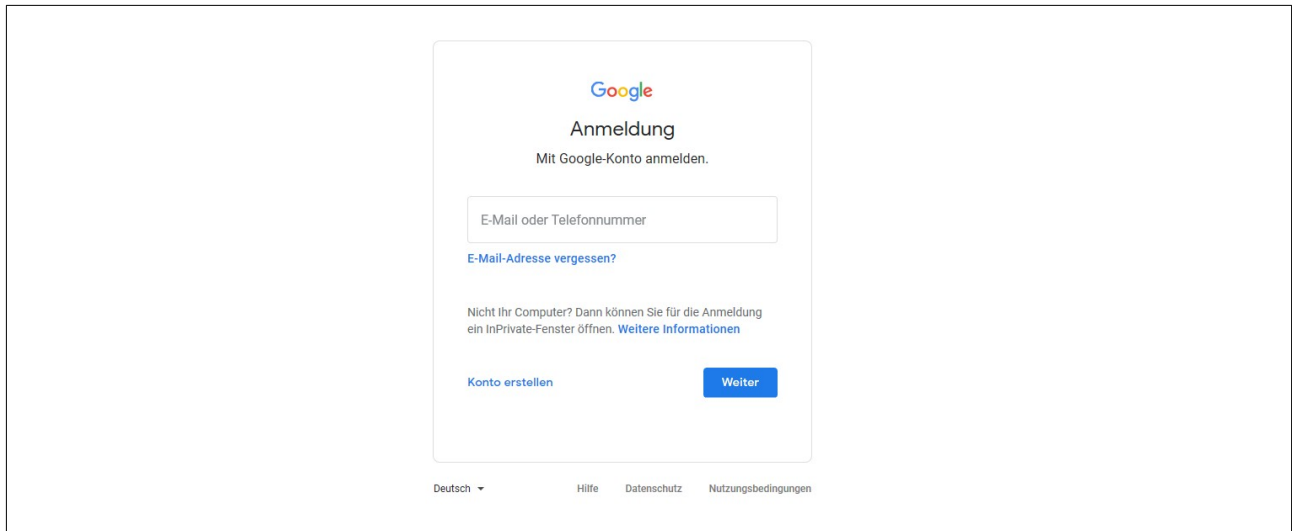 Google
Anmeldung
Mit Google-Konto anmelden.
E-Mail oder Telefonnummer
E-Mail-Adresse vergessen?
Nicht Ihr Computer? Dann können Sie für die Anmeldung
ein InPrivate-Fenster öffnen. Weitere Informationen
Konto erstellen Weiter
Deutsch Hilfe Datenschutz Nutzungsbedingungen